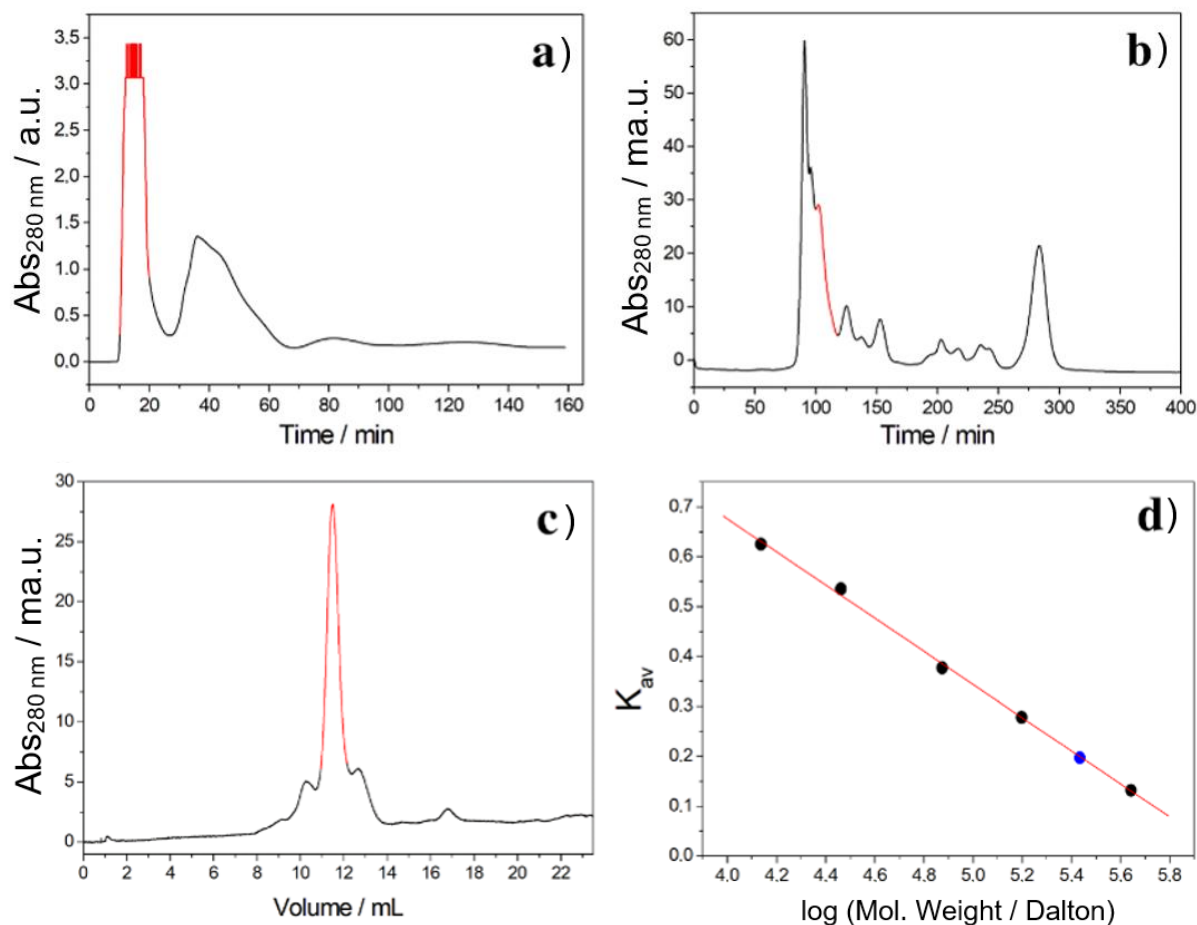 a)
Abs280 nm / a.u.
3.5
3.0
2.5
2.0
1.5
1.0
0.5
0.0
0 20 40 60 80 100 120 140 160
Time / min
b)
Abs280 nm / ma.u.
60
50
40
30
20
10
0
0 50 100 150 200 250 300 350 400
Time / min
c)
Abs280 nm / ma.u.
30
25
20
15
10
5
0
0 2 4 6 8 10 12 14 16 18 20 22
Volume / mL
d)
Kav
0.7
0.6
0.5
0.4
0.3
0.2
0.1
0.0
4.0 4.2 4.4 4.6 4.8 5.0 5.2 5.4 5.6 5.8
log (Mol. Weight / Dalton)